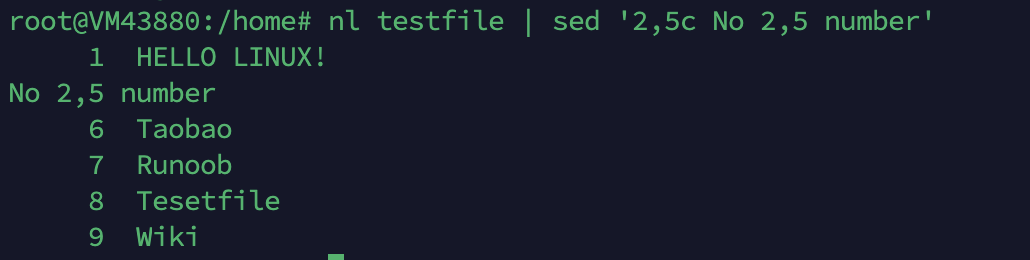 root@VM43880:/home# nl testfile | sed '2,5c No 2,5 number'
     1  HELLO LINUX!
No 2,5 number
     6  Taobao
     7  Runoob
     8  Tesetfile
     9  Wiki